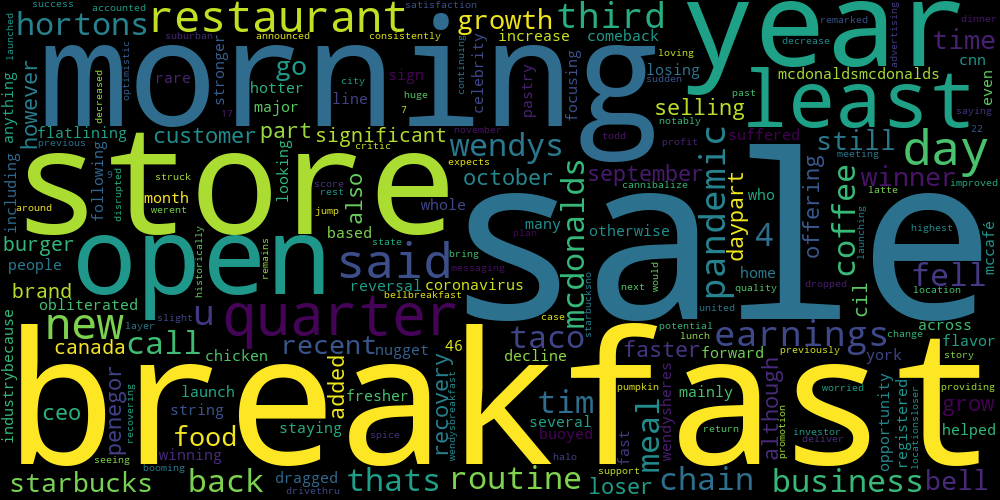 success accounted satisfaction
hortons restaurant growth third year
launched suburban announced consistently increase comeback remarked dinner time
morning celebrity losing decrease advertising
anything however decreased optimistic rare stronger go hotter major sign line city loving sudden focusing mcdonaldsmcdonalds cnn even
17 huge 7 pastry selling past least saying
flatlining customer part significant november critic todd notably profit suffered still 22 day
previous wendys expects meeting
including following disrupted store struck score looking also october september cannibalize pandemic daypart who offering coffee winner latte improved
month werent rest jump whole many otherwise 4
around based sale highest mccafé
burger open said state bring mcdonalds home launching fell
people historically remains reversal plan messaging next would quality dropped location
brand coronavirus starbucksno united cil
obliterated bellbreakfast case
industrybecause new slight u quarter taco potential earnings across change
canada layer call recent 46 decline lunch previously york flavor
chicken nugget faster forward story
penegor recovering launch added fresher recovery wendysbreakfast tim pumpkin wendysheres mainly although opportunity registered locationsloser providing
ceo string breakfast several meal worried grow
food staying buoyed return promotion investor helped
seeing winning spice halo fast deliver
booming dragged support
starbucks back drivethru thats routine loser chain business bell